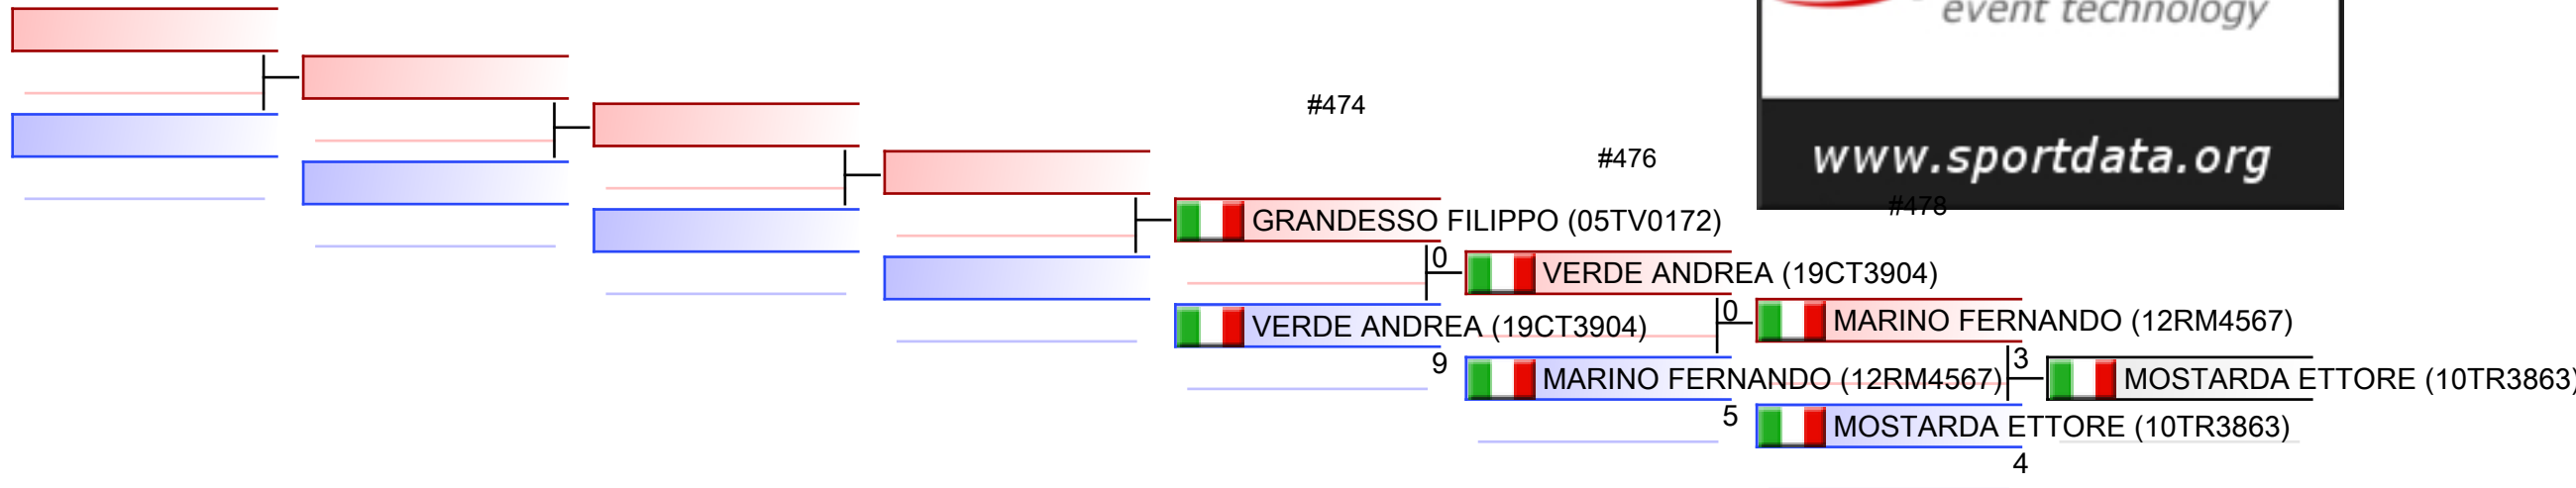 event technology
#474
www.sportdata.org
#476
#478
GRANDESSO FILIPPO (05TV0172)
0
VERDE ANDREA (19CT3904)
0
MARINO FERNANDO (12RM4567)
VERDE ANDREA (19CT3904)
9
3
MARINO FERNANDO (12RM4567)
MOSTARDA ETTORE (10TR3863)
5
MOSTARDA ETTORE (10TR3863)
4